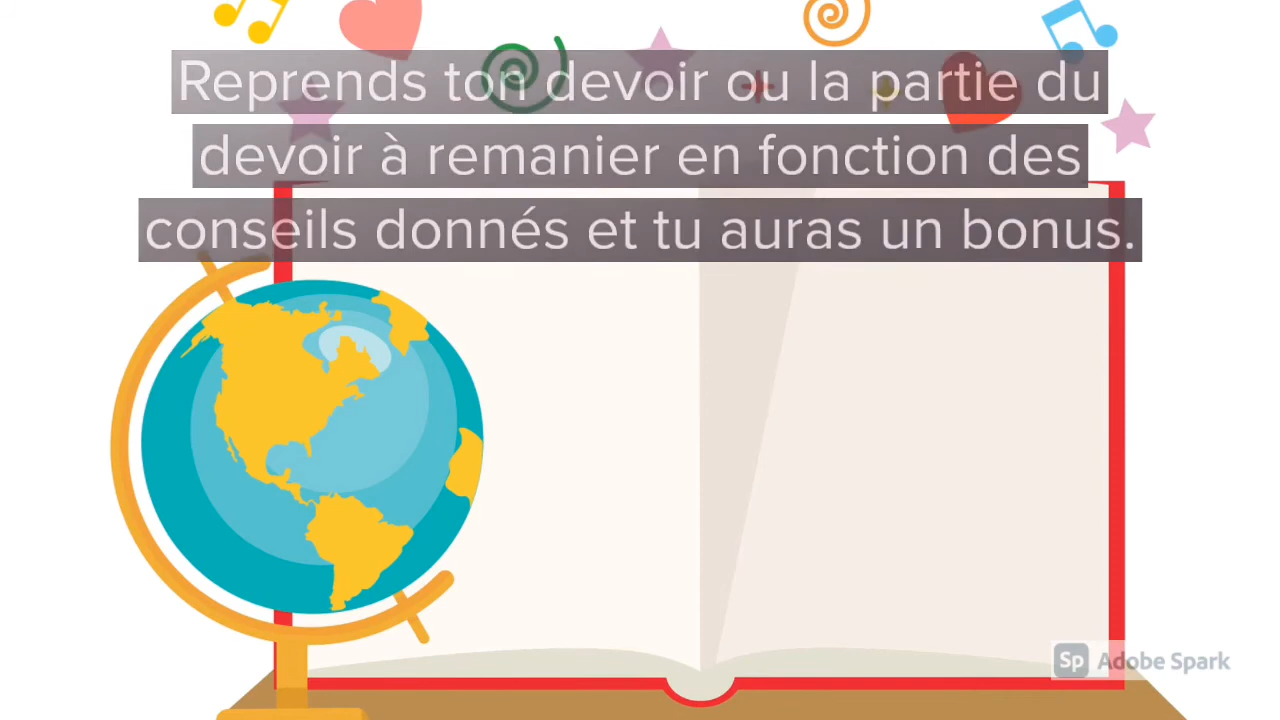 Reprends ton devoir ou la partie du
devoir à remanier en fonction des
conseils donnés et tu auras un bonus.
Sp Adobe Spark